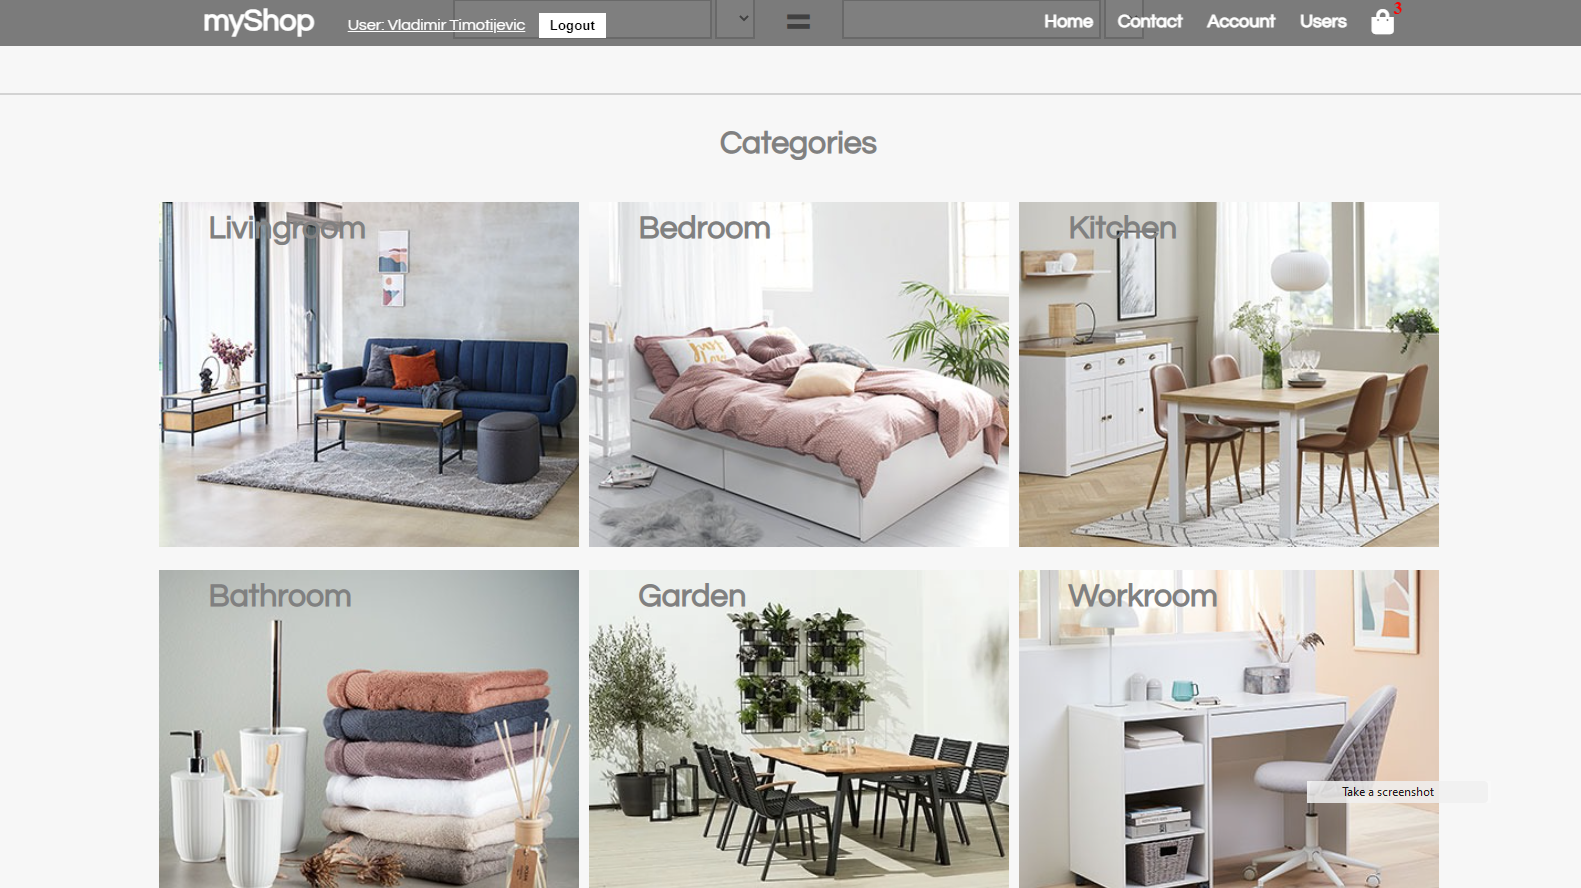 myShop User: Vladimir Timotijevic Logout = Home Contact Account Users 3
Categories
Livingroom Bedroom Kitchen
Bathroom Garden Workroom
Take a screenshot